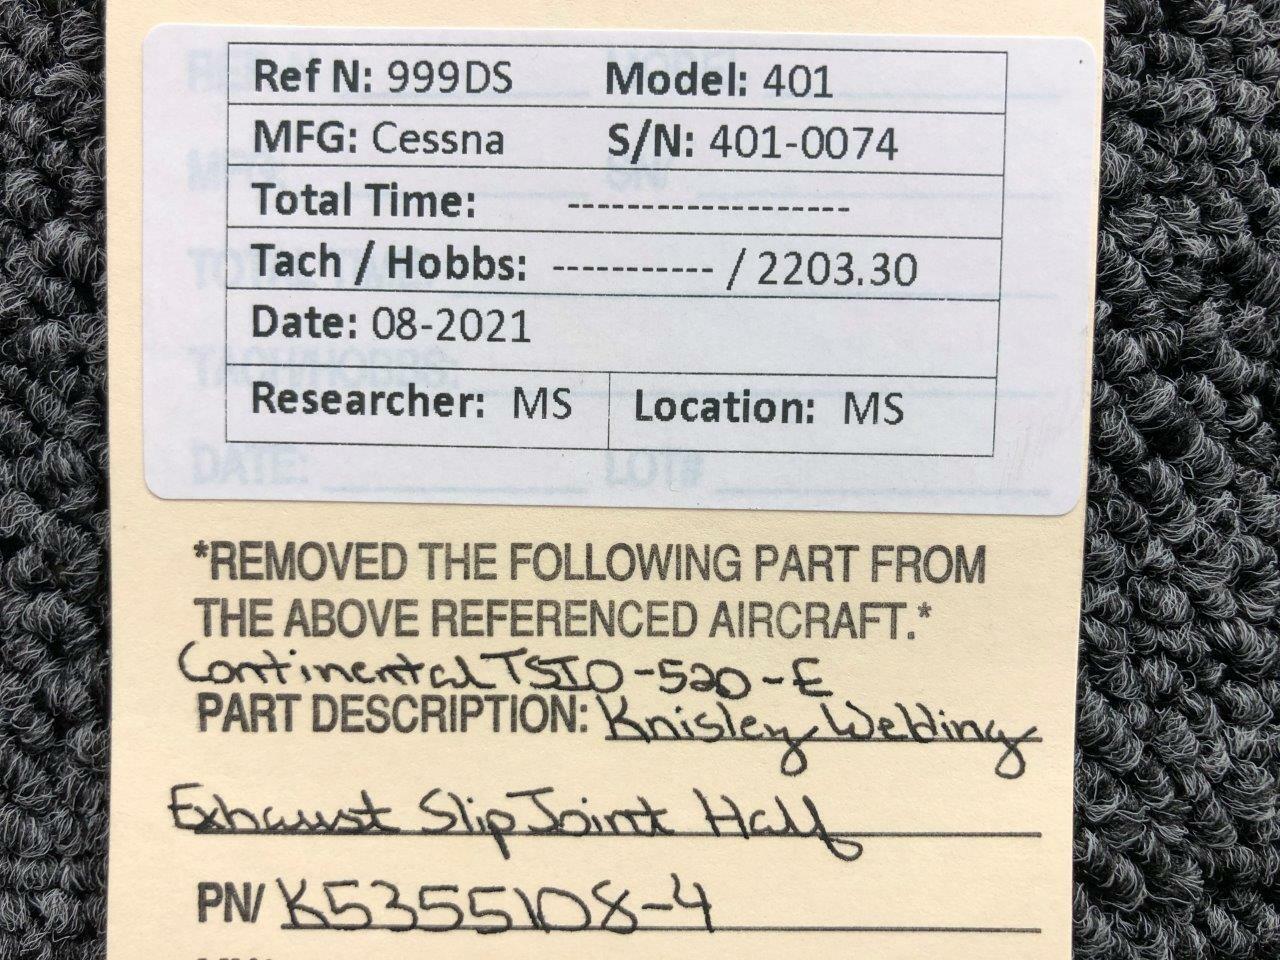 Ref N: 999DS Model: 401
MFG: Cessna S/N: 401-0074
Total Time: -------------------
Tach / Hobbs: ----------- / 2203.30
Date: 08-2021
Researcher: MS Location: MS
DATE: LOT#
*REMOVED THE FOLLOWING PART FROM
THE ABOVE REFERENCED AIRCRAFT.*
Continental TSIO-520-E
PART DESCRIPTION: Knisley Welding
Exhaust Slip Joint Half
PN/ K5355108-4